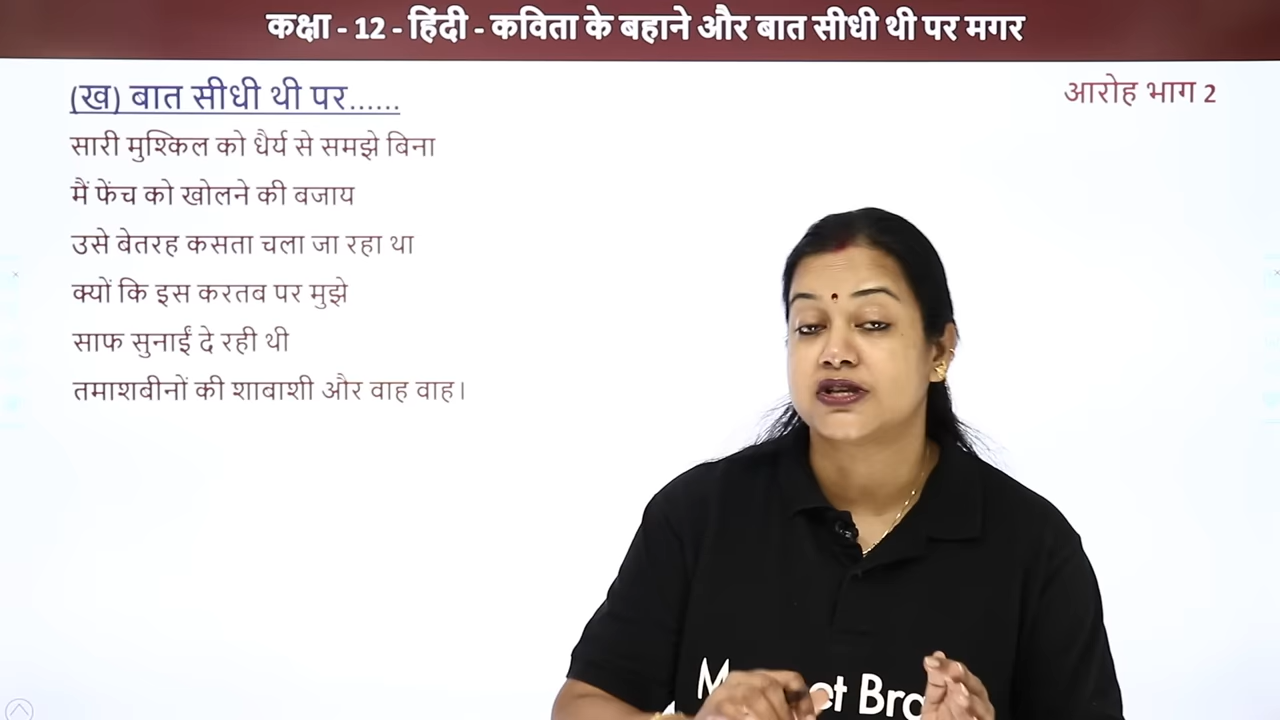 कक्षा - 12 - हिंदी - कविता के बहाने और बात सीधी थी पर मगर
(ख) बात सीधी थी पर......
आरोह भाग 2
सारी मुश्किल को धैर्य से समझे बिना
मैं फेंच को खोलने की बजाय
उसे बेतरह कसता चला जा रहा था
क्यों कि इस करतब पर मुझे
साफ सुनाईं दे रही थी
तमाशबीनों की शाबाशी और वाह वाह।